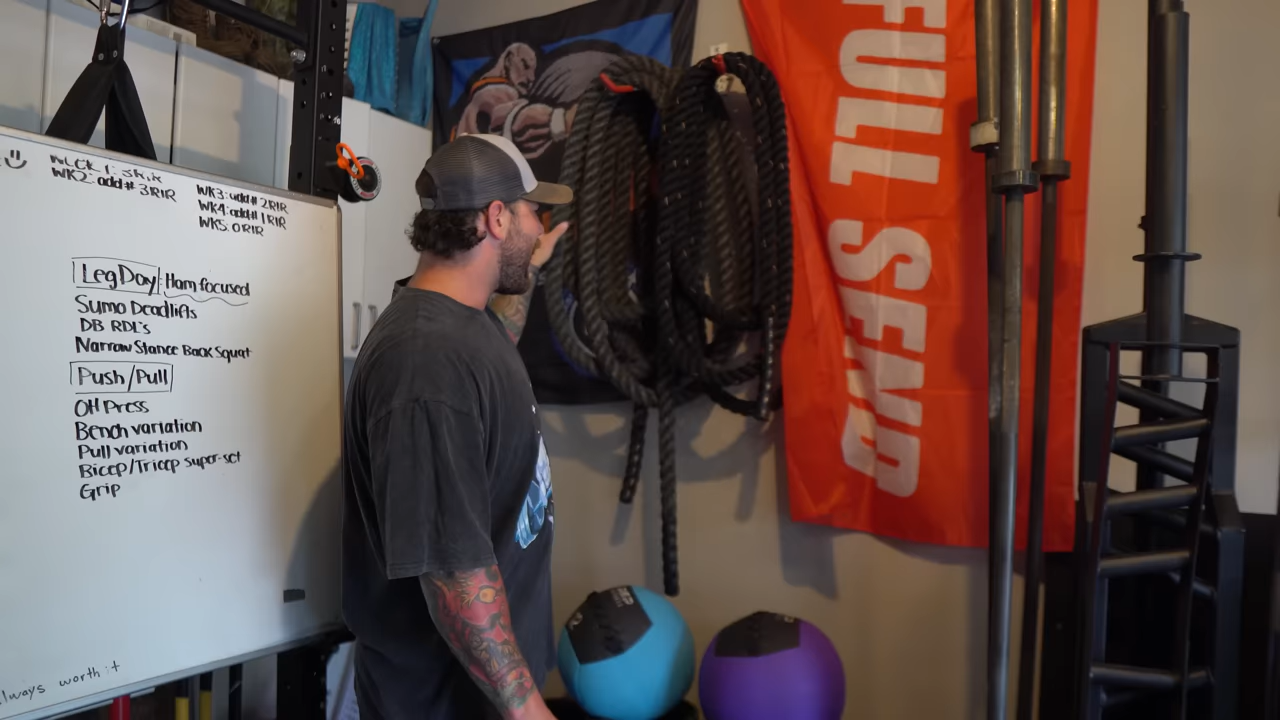 WK2: add# 3RIR
WK3: add# 2RIR
WK4: add# 1RIR
WK5: 0RIR
Leg Day: Ham focused
Sumo Deadlifts
DB RDL's
Narrow Stance Back Squat
Push/Pull
OH Press
Bench variation
Pull variation
Bicep/Tricep super-set
Grip
always worth it
FULL SEND